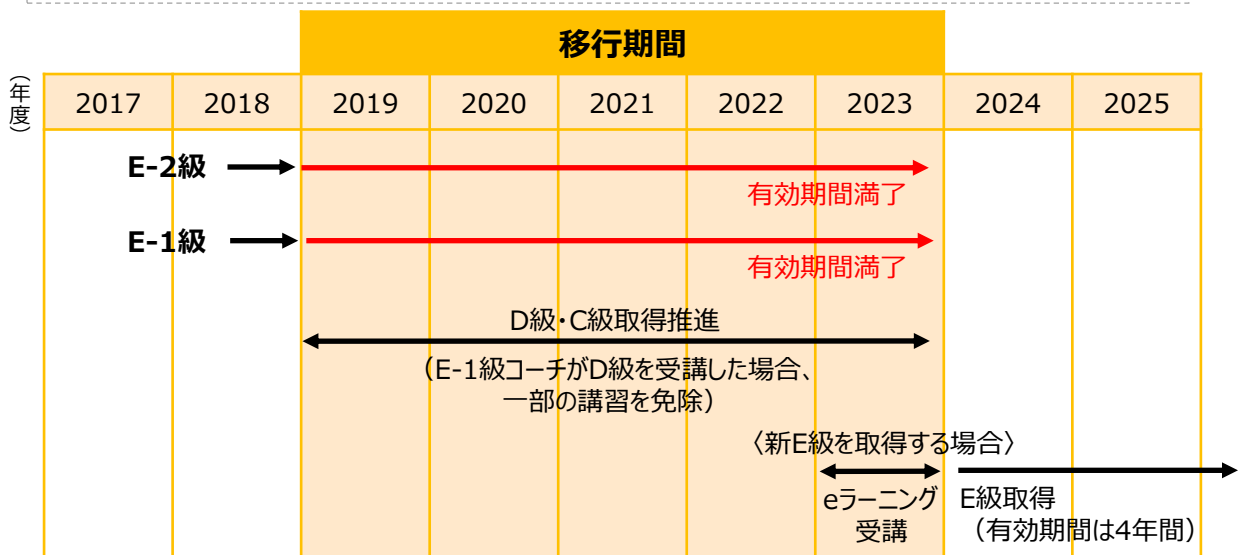 移行期間
（年度）
2017 2018 2019 2020 2021 2022 2023 2024 2025
E-2級
有効期間満了
E-1級
有効期間満了
D級・C級取得推進
（E-1級コーチがD級を受講した場合、
一部の講習を免除）
〈新E級を取得する場合〉
eラーニング
受講
E級取得
（有効期間は4年間）